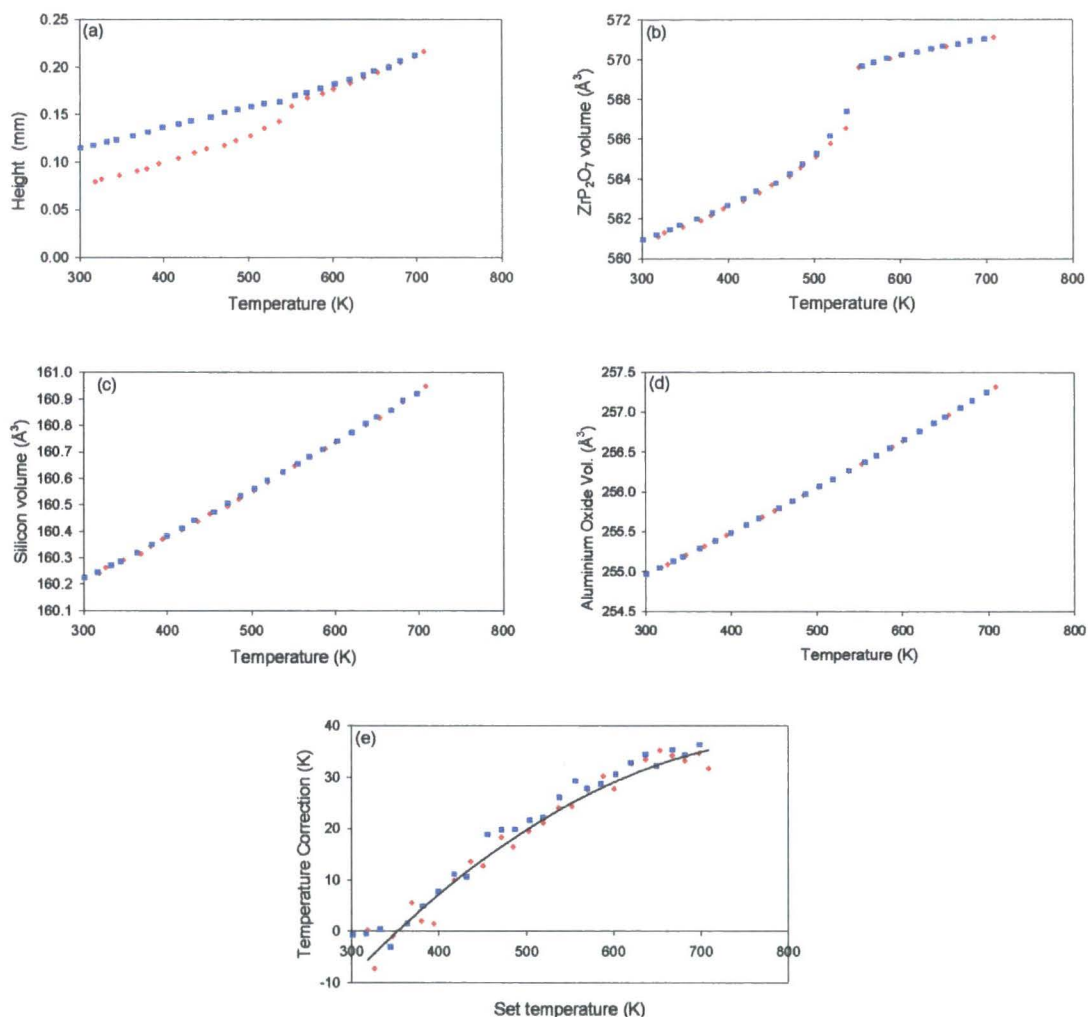 (a)
Height (mm)
0.25
0.20
0.15
0.10
0.05
0.00
300 400 500 600 700 800
Temperature (K)
(b)
ZrP₂O₇ volume (Å³)
572
570
568
566
564
562
560
300 400 500 600 700 800
Temperature (K)
(c)
Silicon volume (Å³)
161.0
160.9
160.8
160.7
160.6
160.5
160.4
160.3
160.2
160.1
300 400 500 600 700 800
Temperature (K)
(d)
Aluminium Oxide Vol. (Å³)
257.5
257.0
256.5
256.0
255.5
255.0
254.5
300 400 500 600 700 800
Temperature (K)
(e)
Temperature Correction (K)
40
30
20
10
0
-10
300 400 500 600 700 800
Set temperature (K)